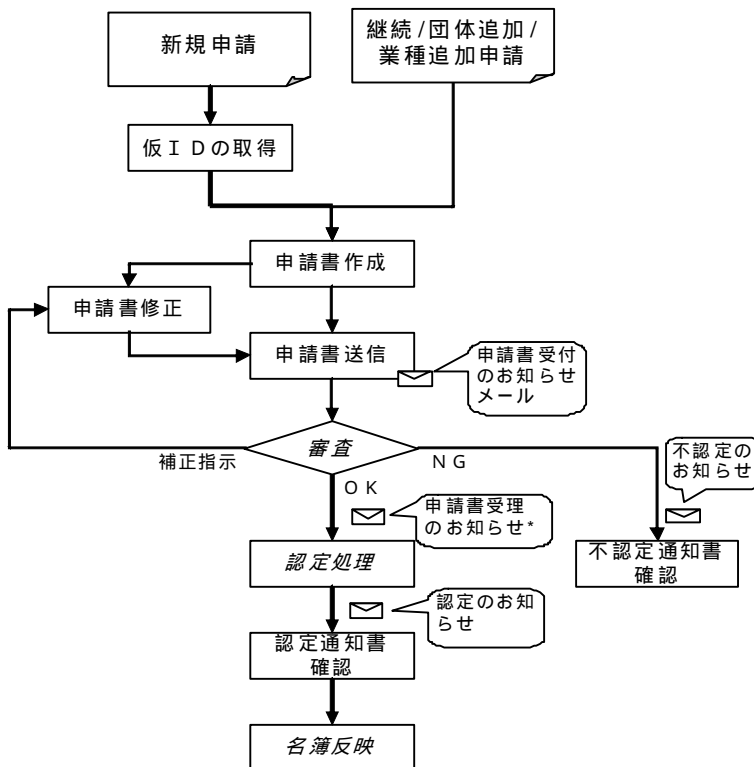 新規申請
継続/団体追加/
業種追加申請
仮ＩＤの取得
申請書作成
申請書修正
申請書送信
申請書受付
のお知らせ
メール
審査
補正指示
ＮＧ
不認定の
お知らせ
ＯＫ
申請書受理
のお知らせ*
認定処理
不認定通知書
確認
認定のお知
らせ
認定通知書
確認
名簿反映